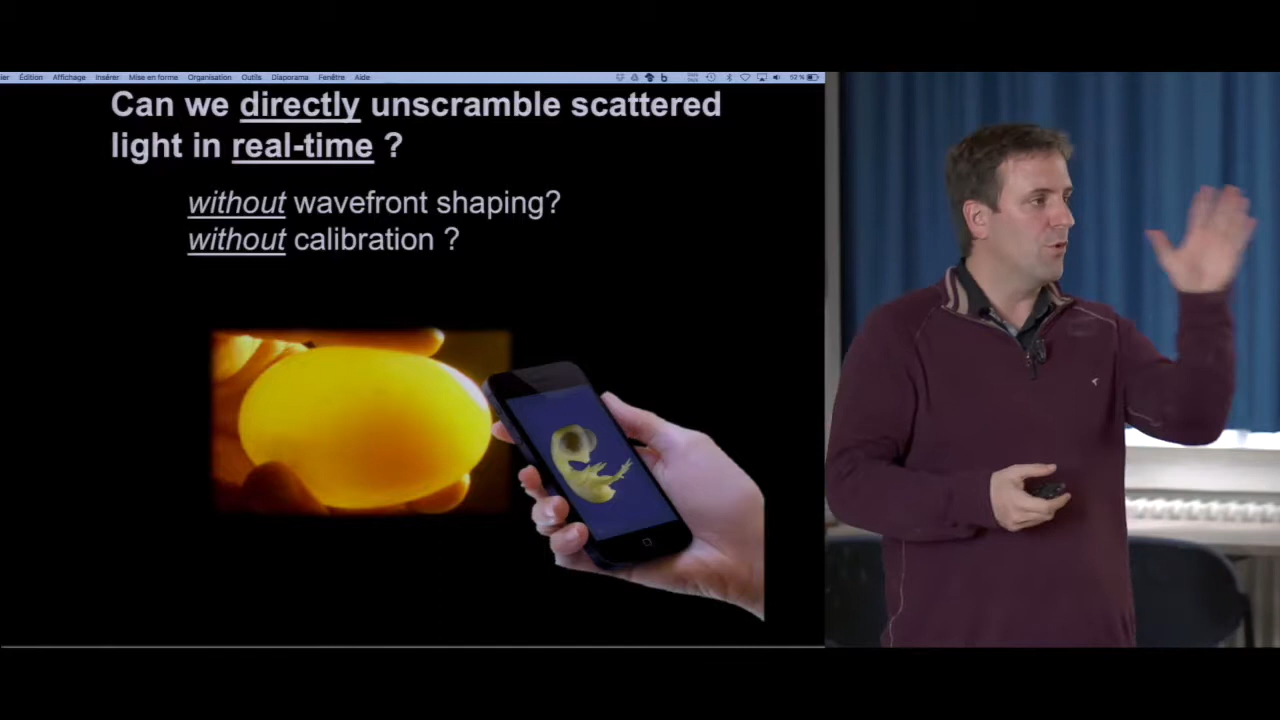 Édition Affichage Insérer Mise en forme Organisation Outils Diaporama Fenêtre Aide
52 %
Can we directly unscramble scattered
light in real-time ?
without wavefront shaping?
without calibration ?